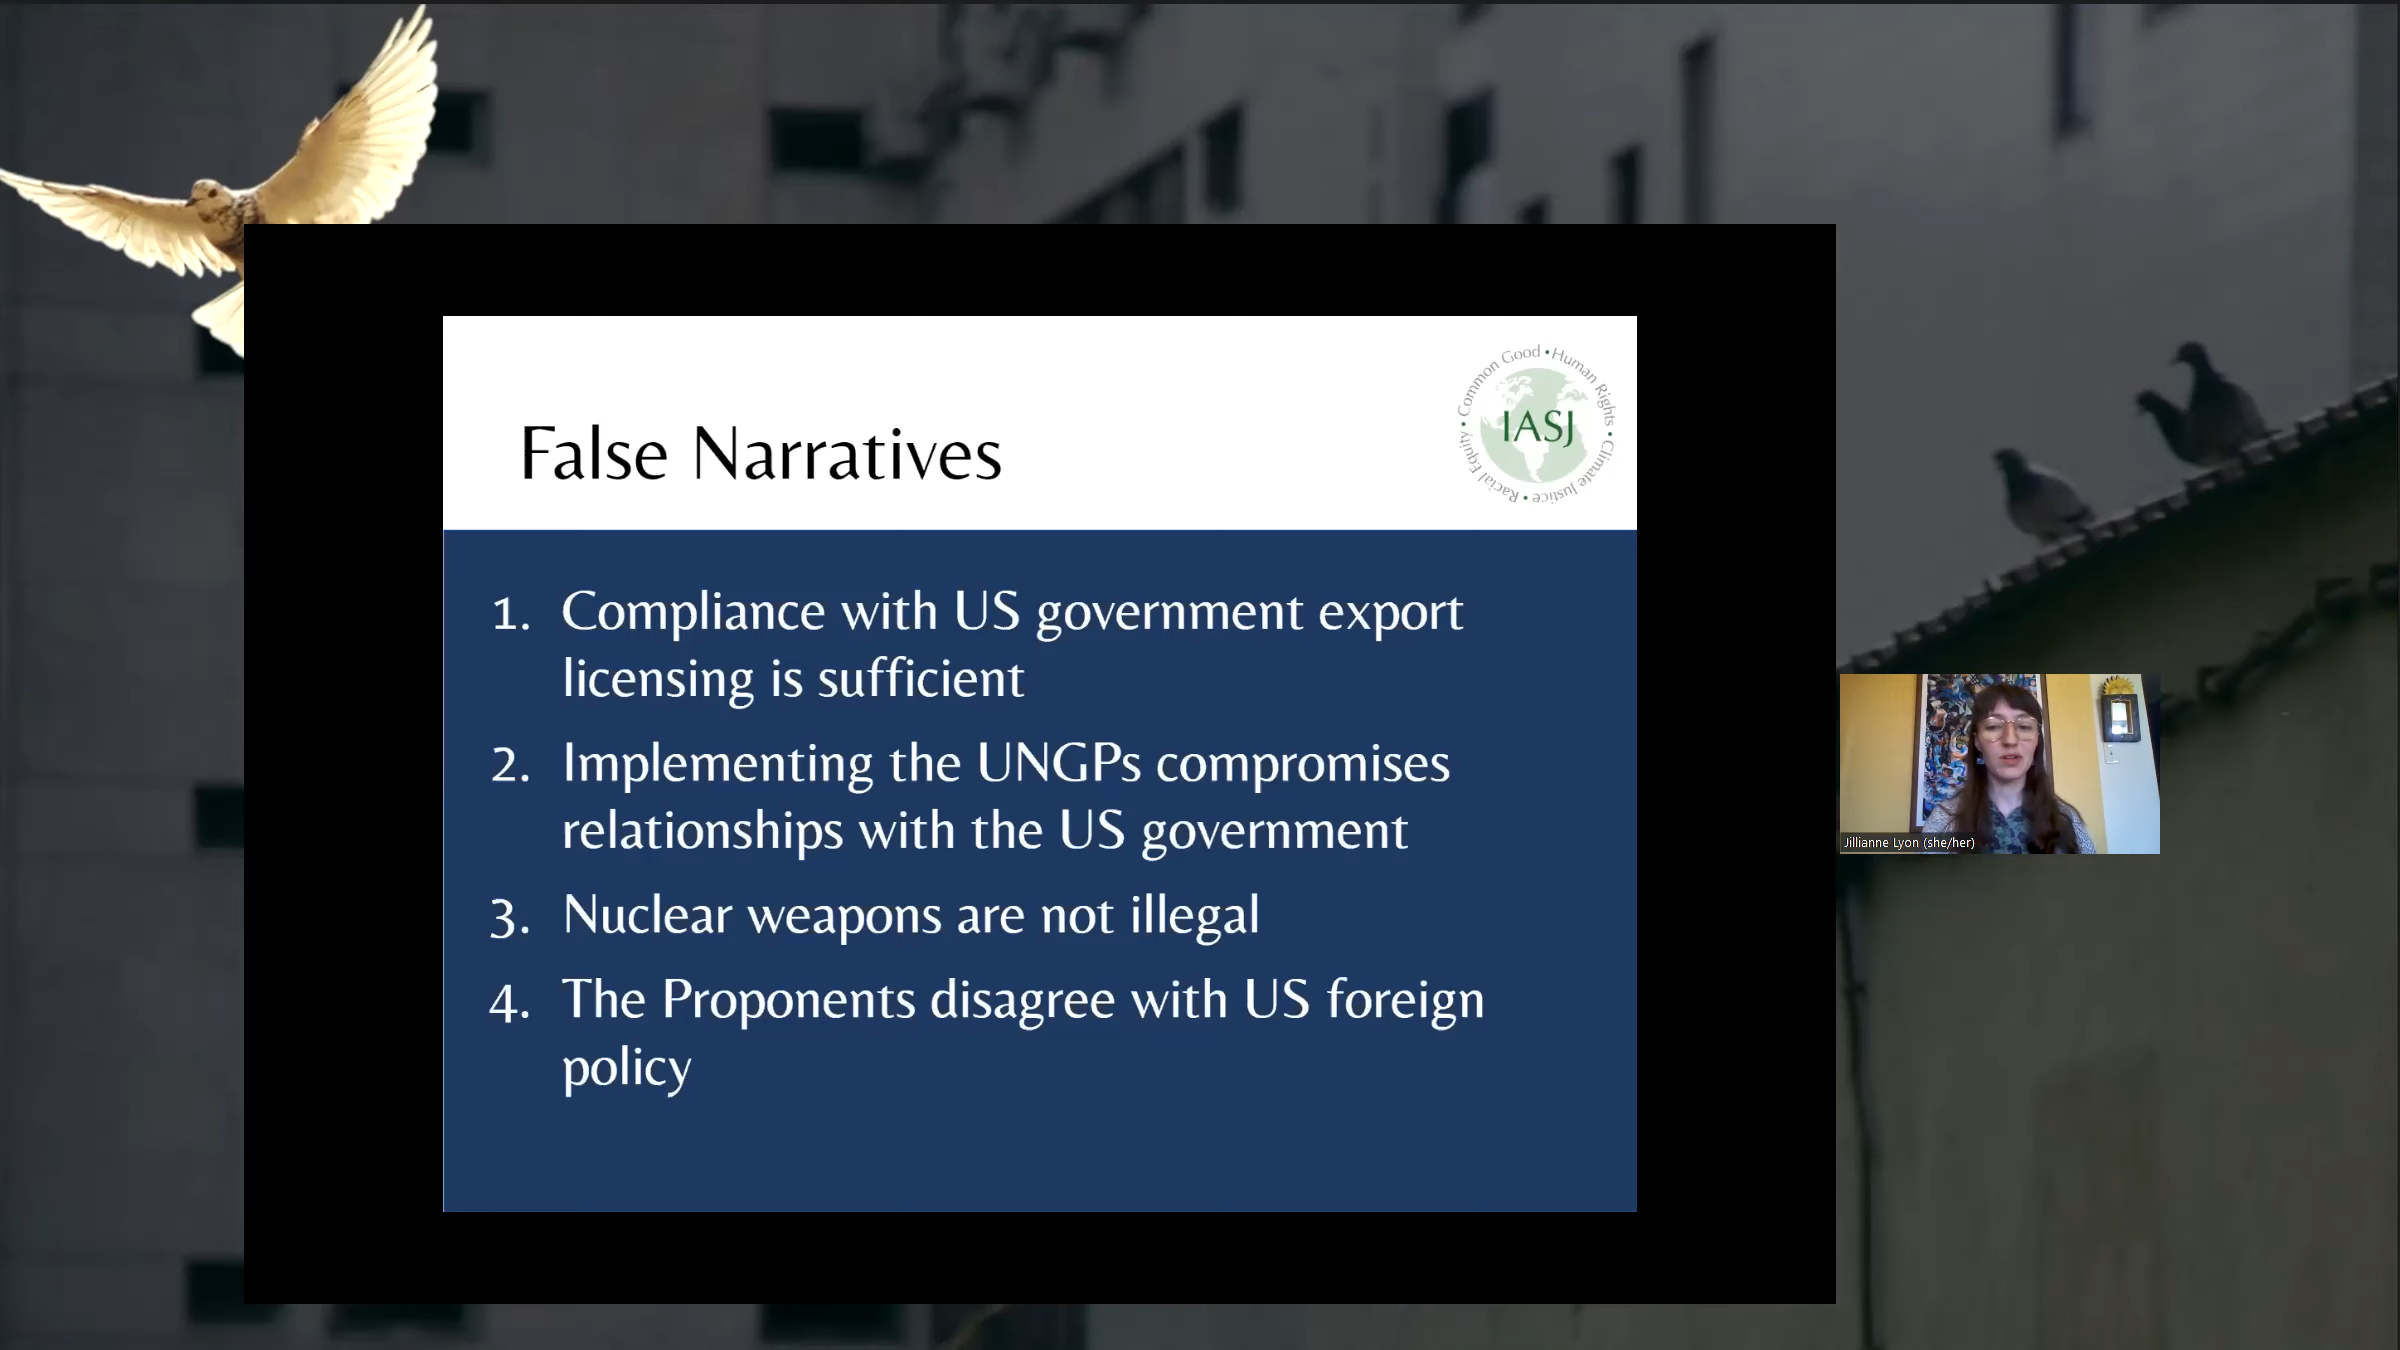 False Narratives
Common Good • Human Rights • Climate Justice • Racial Equity •
IASJ
1. Compliance with US government export
licensing is sufficient
2. Implementing the UNGPs compromises
relationships with the US government
3. Nuclear weapons are not illegal
4. The Proponents disagree with US foreign
policy
Jillianne Lyon (she/her)